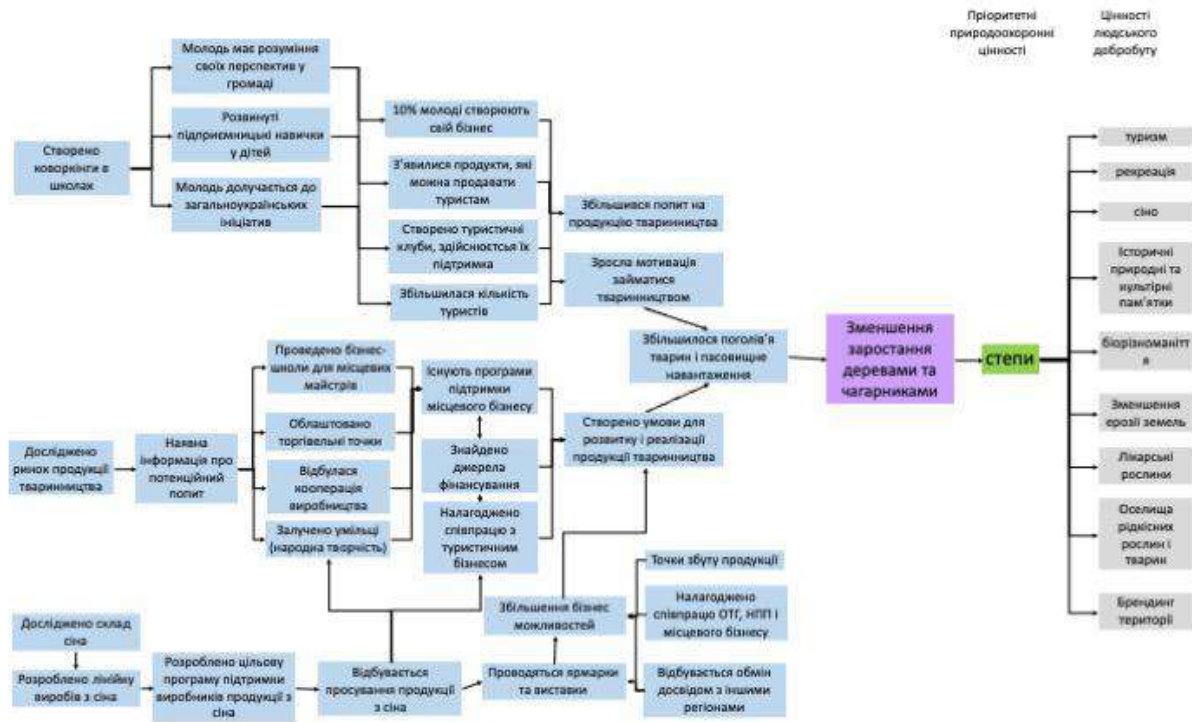 Пріоритетні
природоохоронні
цінності
Цінності
людського
добробуту
Створено
коворкінги в
школах
Молодь має розуміння
своїх перспектив у
громаді
Розвинуті
підприємницькі навички
у дітей
Молодь долучається до
загальноукраїнських
ініціатив
10% молоді створюють
свій бізнес
З'явилися продукти, які
можна продавати
туристам
Створено туристичні
клуби, здійснюєтсья їх
підтримка
Збільшилася кількість
туристів
Збільшився попит на
продукцію тваринництва
Зросла мотивація
займатися
тваринництвом
Збільшилося поголів'я
тварин і пасовищне
навантаження
Зменшення
заростання
деревами та
чагарниками
степи
туризм
рекреація
сіно
Історичні
природні та
культурні
пам'ятки
біорізноманітт
я
Зменшення
ерозії земель
Лікарські
рослини
Оселища
рідкісних
рослин і
тварин
Брендинг
території
Досліджено
ринок продукції
тваринництва
Наявна
інформація про
потенційний
попит
Проведено бізнес-
школи для місцевих
майстрів
Облаштовано
торгівельні точки
Відбулася
кооперація
виробництва
Залучено умільці
(народна творчість)
Існують програми
підтримки
місцевого бізнесу
Знайдено
джерела
фінансування
Налагоджено
співпрацю з
туристичним
бізнесом
Створено умови для
розвитку і реалізації
продукції тваринництва
Точки збуту продукції
Збільшення бізнес
можливостей
Налагоджено
співпрацю ОТГ, НПП і
місцевого бізнесу
Досліджено склад
сіна
Розроблено лінійку
виробів з сіна
Розроблено цільову
програму підтримки
виробників продукції з
сіна
Відбувається
просування продукції
з сіна
Проводяться ярмарки
та виставки
Відбувається обмін
досвідом з іншими
регіонами